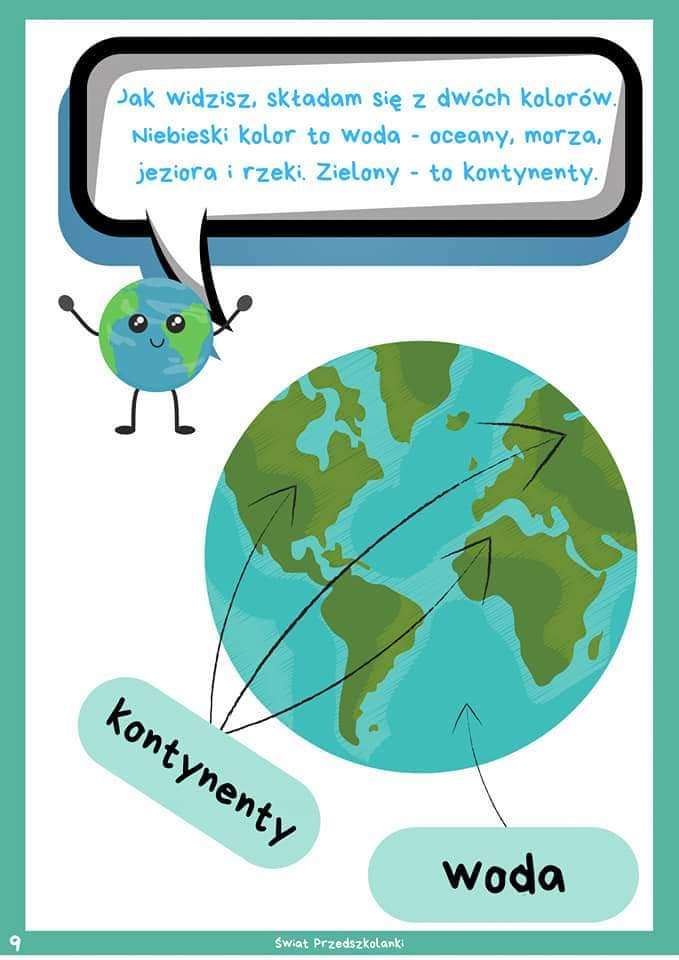 Jak widzisz, składam się z dwóch kolorów.
Niebieski kolor to woda - oceany, morza,
jeziora i rzeki. Zielony - to kontynenty.
kontynenty
woda
9
Świat Przedszkolanki